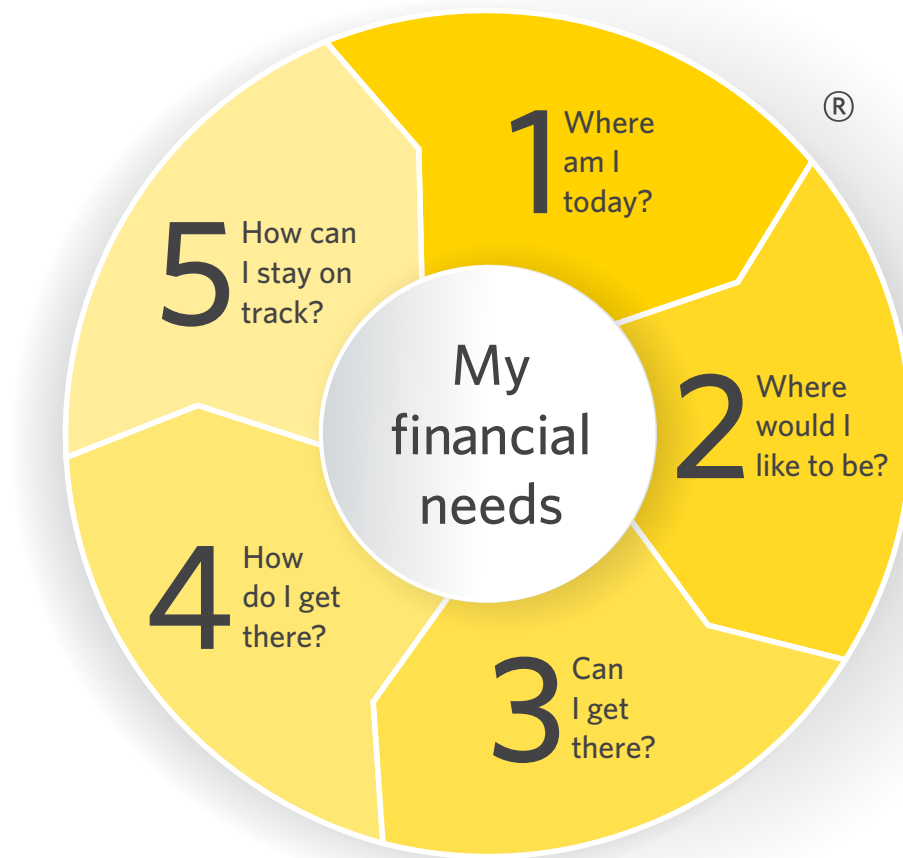 ®
1 Where
am I
today?
2 Where
would I
like to be?
3 Can
I get
there?
4 How
do I get
there?
5 How can
I stay on
track?
My
financial
needs